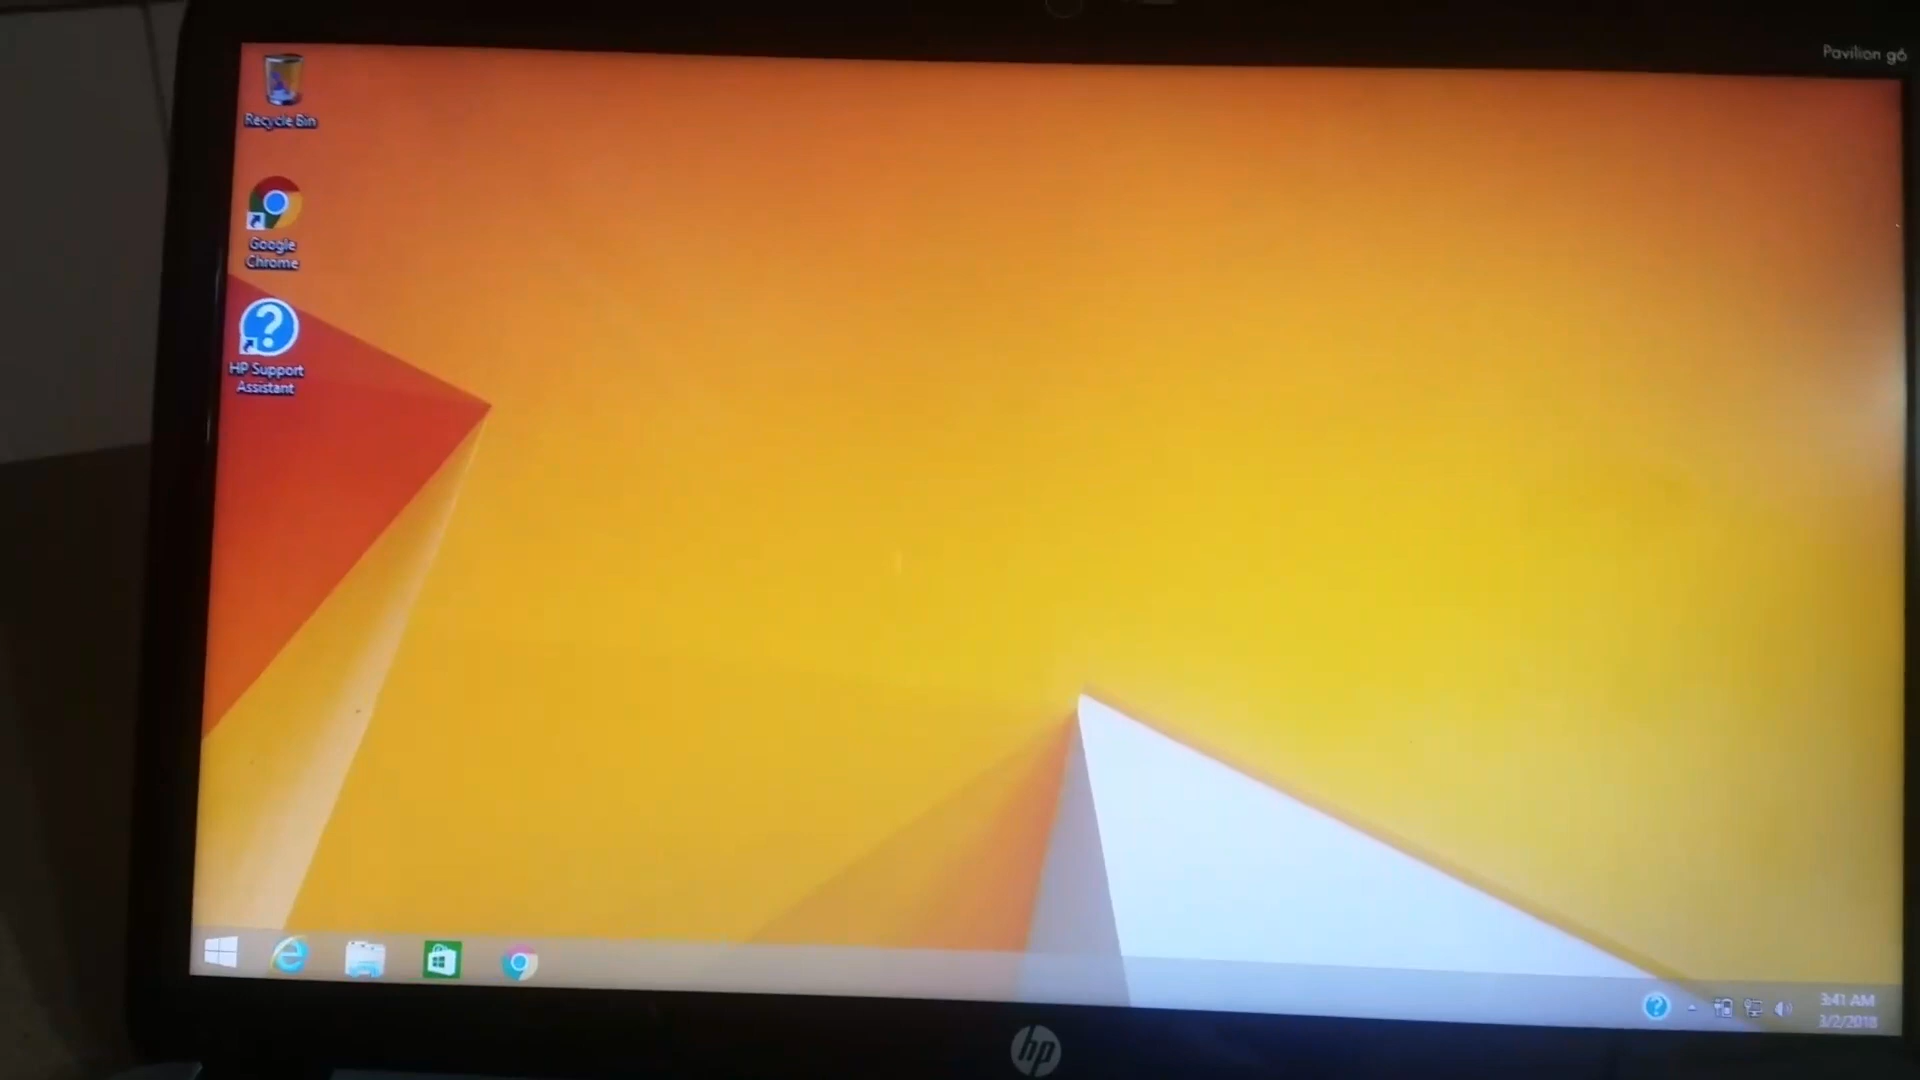 Pavilion g6
Recycle Bin
Google
Chrome
HP Support
Assistant
3:41 AM
3/2/2018
hp